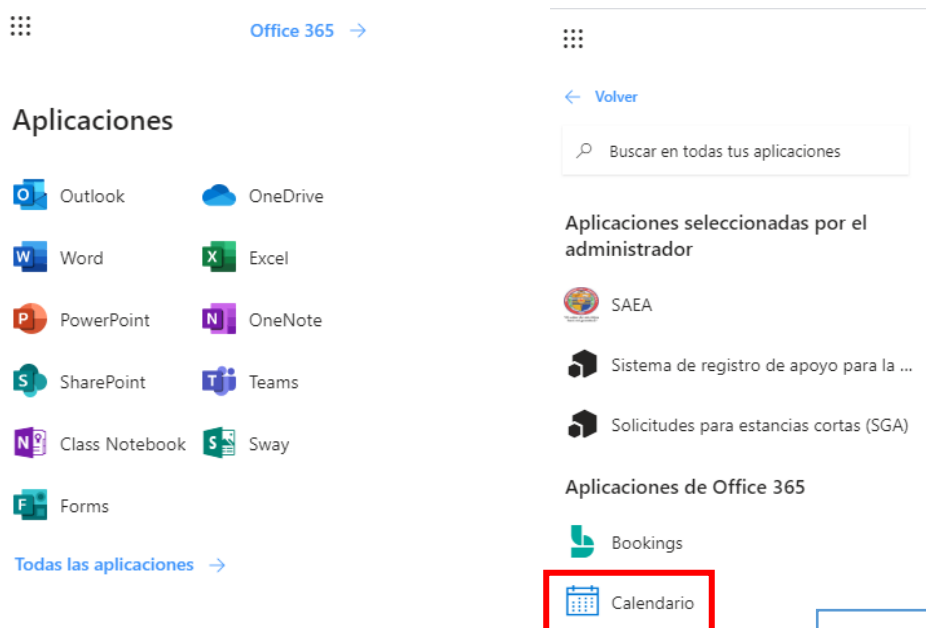 Office 365 →
Aplicaciones
Outlook
OneDrive
Word
Excel
PowerPoint
OneNote
SharePoint
Teams
Class Notebook
Sway
Forms
Todas las aplicaciones →
← Volver
Buscar en todas tus aplicaciones
Aplicaciones seleccionadas por el
administrador
SAEA
Sistema de registro de apoyo para la ...
Solicitudes para estancias cortas (SGA)
Aplicaciones de Office 365
Bookings
Calendario